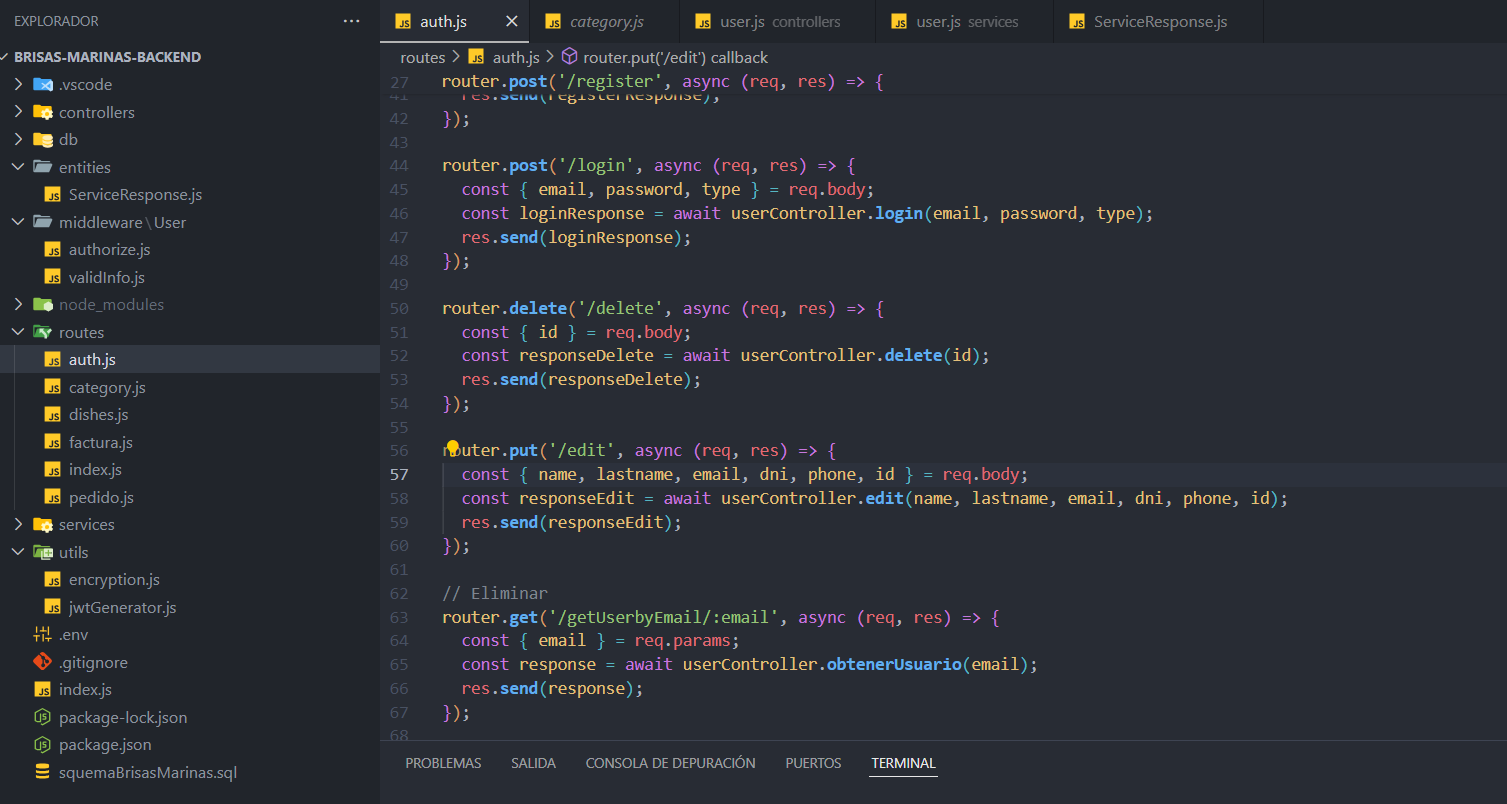 EXPLORADOR ···
BRISAS-MARINAS-BACKEND
.vscode
controllers
db
entities
ServiceResponse.js
middleware\User
authorize.js
validInfo.js
node_modules
routes
auth.js
category.js
dishes.js
factura.js
index.js
pedido.js
services
utils
encryption.js
jwtGenerator.js
.env
.gitignore
index.js
package-lock.json
package.json
squemaBrisasMarinas.sql
JS auth.js × JS category.js JS user.js controllers JS user.js services JS ServiceResponse.js
routes > JS auth.js > router.put('/edit') callback
27 router.post('/register', async (req, res) => {
41 res.send(registerResponse);
42 });
43
44 router.post('/login', async (req, res) => {
45 const { email, password, type } = req.body;
46 const loginResponse = await userController.login(email, password, type);
47 res.send(loginResponse);
48 });
49
50 router.delete('/delete', async (req, res) => {
51 const { id } = req.body;
52 const responseDelete = await userController.delete(id);
53 res.send(responseDelete);
54 });
55
56 router.put('/edit', async (req, res) => {
57 const { name, lastname, email, dni, phone, id } = req.body;
58 const responseEdit = await userController.edit(name, lastname, email, dni, phone, id);
59 res.send(responseEdit);
60 });
61
62 // Eliminar
63 router.get('/getUserbyEmail/:email', async (req, res) => {
64 const { email } = req.params;
65 const response = await userController.obtenerUsuario(email);
66 res.send(response);
67 });
68
PROBLEMAS SALIDA CONSOLA DE DEPURACIÓN PUERTOS TERMINAL